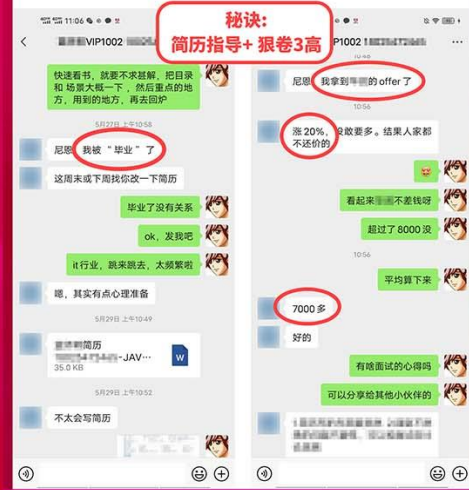 秘诀:
简历指导+ 狠卷3高
11:06
VIP1002
快速看书，就要不求甚解，把目录
和 场景大概一下 ，然后重点的地
方，用到的地方，再去回炉
5月27日 上午10:58
尼恩，我被 “毕业 ”了
这周末或下周找你改一下简历
毕业了没有关系
ok，发我吧
it行业，跳来跳去，太频繁啦
嗯，其实有点心理准备
5月29日 上午10:49
简历
-JAV…
35.0 KB
W
5月29日 上午10:52
不太会写简历
P1002
尼恩，我拿到 的 offer 了
10:56
涨 20%，没敢要多。结果人家都
不还价的
看起来 不差钱呀
超过了 8000 没
10:56
平均算下来
7000 多
好的
有啥面试的心得吗
可以分享给其他小伙伴的